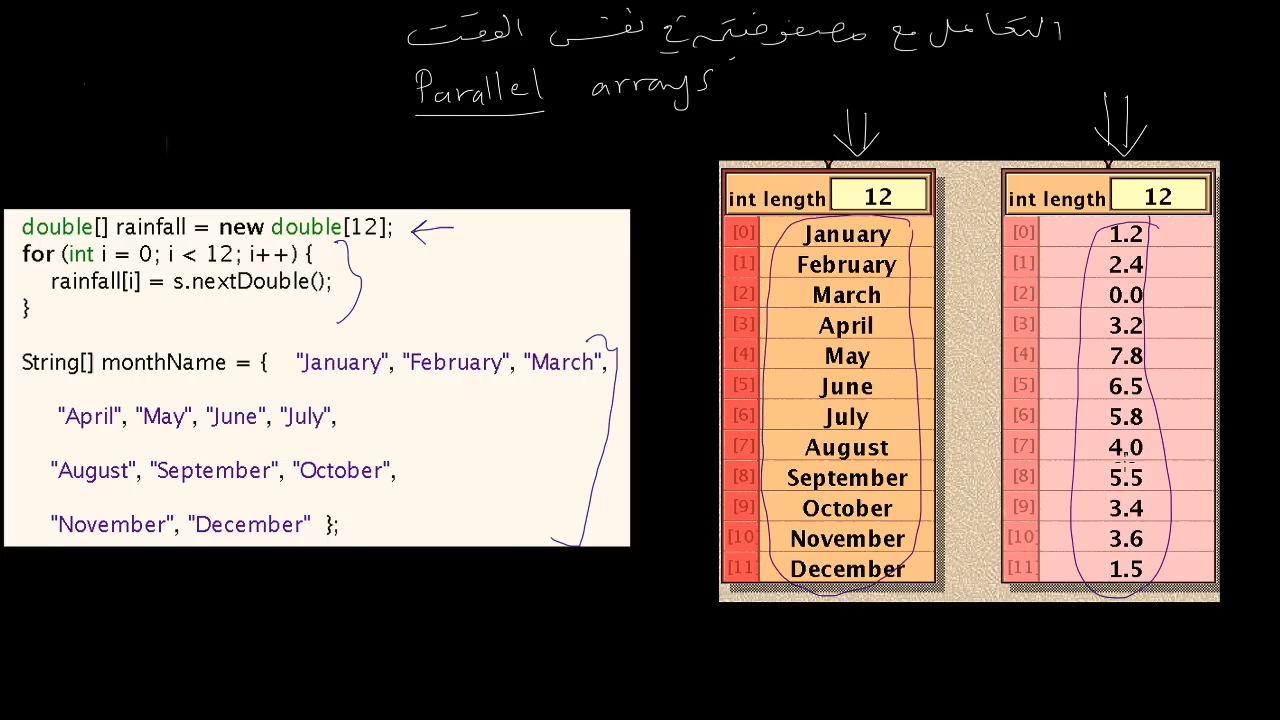 التعامل مع مصفوفتين في نفس الوقت
Parallel arrays
double[] rainfall = new double[12];
for (int i = 0; i < 12; i++) {
rainfall[i] = s.nextDouble();
}
String[] monthName = { "January", "February", "March",
"April", "May", "June", "July",
"August", "September", "October",
"November", "December" };
int length 12
[0] January
[1] February
[2] March
[3] April
[4] May
[5] June
[6] July
[7] August
[8] September
[9] October
[10] November
[11] December
int length 12
[0] 1.2
[1] 2.4
[2] 0.0
[3] 3.2
[4] 7.8
[5] 6.5
[6] 5.8
[7] 4.0
[8] 5.5
[9] 3.4
[10] 3.6
[11] 1.5